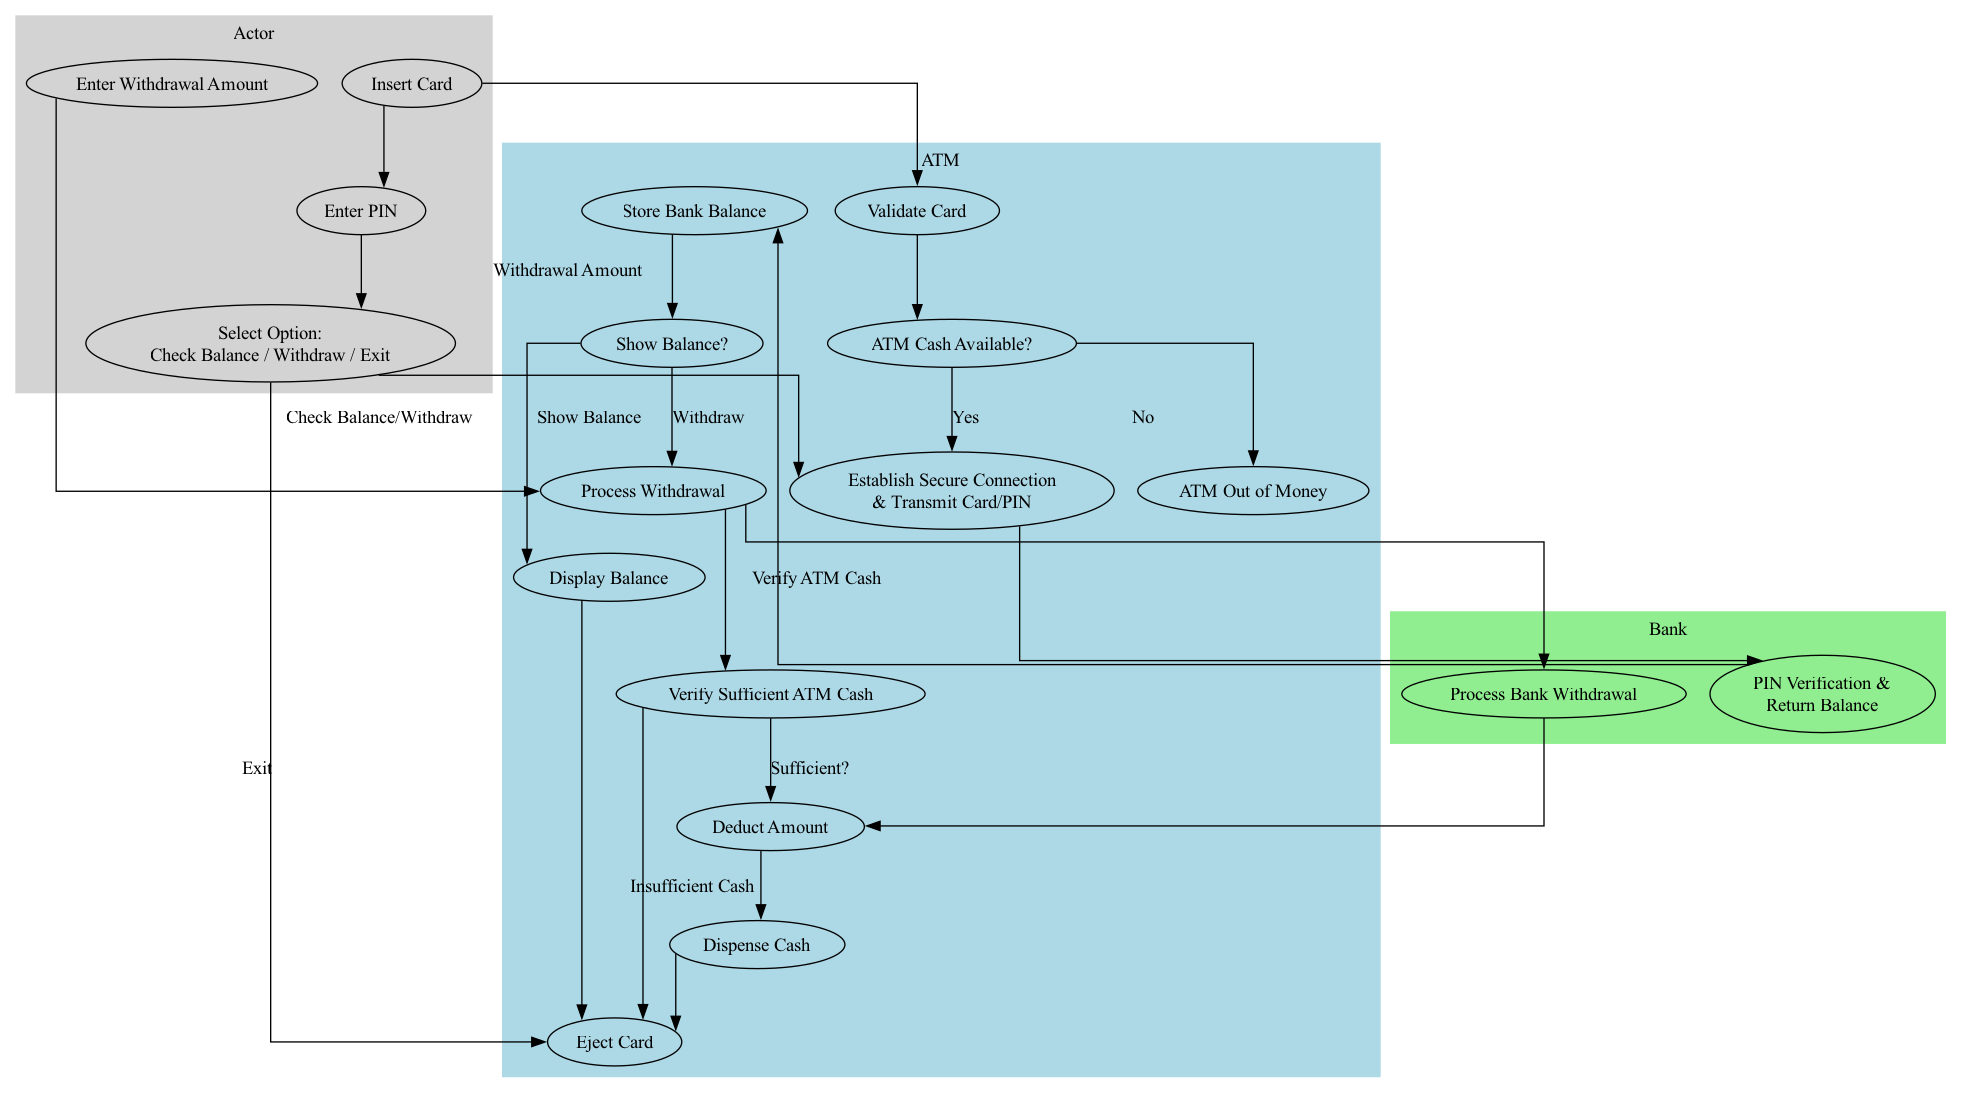 Actor
Enter Withdrawal Amount
Insert Card
ATM
Enter PIN
Store Bank Balance
Validate Card
Withdrawal Amount
Select Option:
Check Balance / Withdraw / Exit
Show Balance?
ATM Cash Available?
Check Balance/Withdraw
Show Balance
Withdraw
Yes
No
Process Withdrawal
Establish Secure Connection
& Transmit Card/PIN
ATM Out of Money
Display Balance
Verify ATM Cash
Bank
Verify Sufficient ATM Cash
Process Bank Withdrawal
PIN Verification &
Return Balance
Exit
Sufficient?
Deduct Amount
Insufficient Cash
Dispense Cash
Eject Card